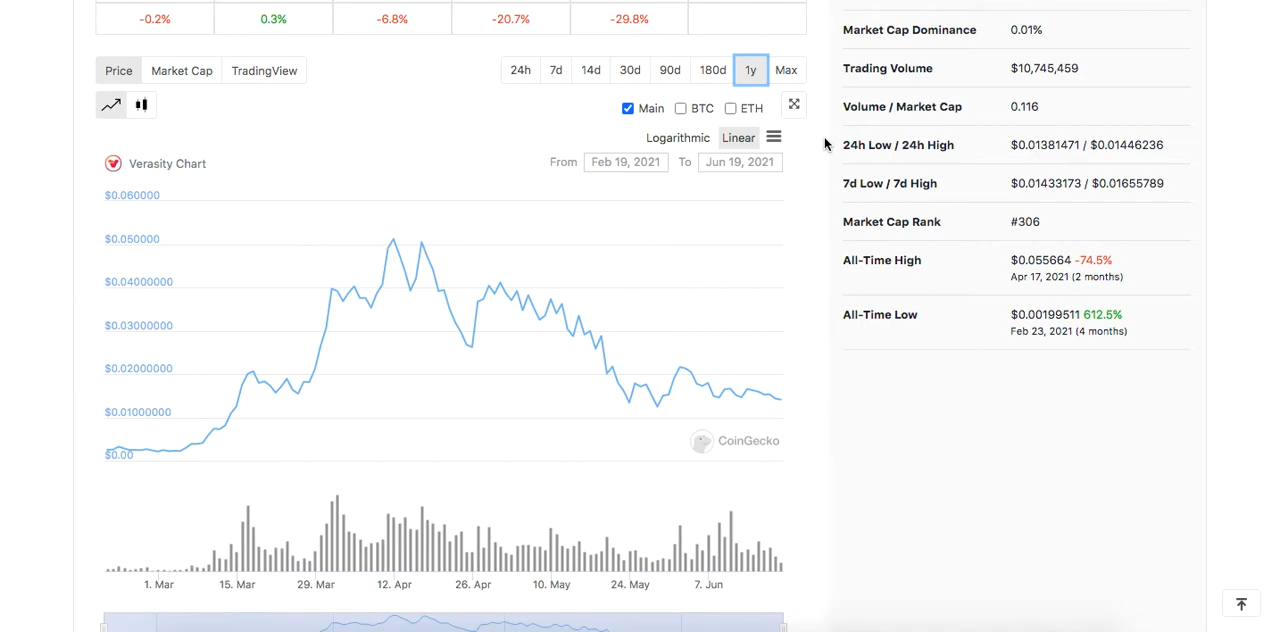 -0.2% 0.3% -6.8% -20.7% -29.8%
Price Market Cap TradingView 24h 7d 14d 30d 90d 180d 1y Max
Main BTC ETH
Logarithmic Linear
Verasity Chart From Feb 19, 2021 To Jun 19, 2021
$0.060000
$0.050000
$0.04000000
$0.03000000
$0.02000000
$0.01000000
CoinGecko
$0.00
1. Mar 15. Mar 29. Mar 12. Apr 26. Apr 10. May 24. May 7. Jun
Market Cap Dominance 0.01%
Trading Volume $10,745,459
Volume / Market Cap 0.116
24h Low / 24h High $0.01381471 / $0.01446236
7d Low / 7d High $0.01433173 / $0.01655789
Market Cap Rank #306
All-Time High $0.055664 -74.5%
Apr 17, 2021 (2 months)
All-Time Low $0.00199511 612.5%
Feb 23, 2021 (4 months)